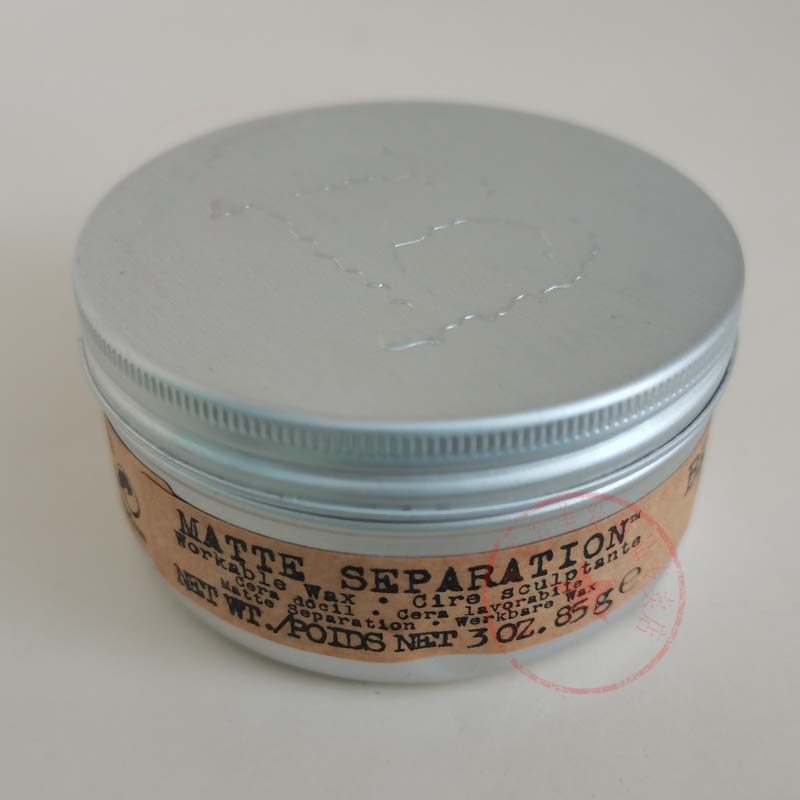 MATTE SEPARATION™
Workable Wax • Cire sculptante
Cera dócil • Cera lavorabile
Matte Separation • Werkbare Wax
NET WT./POIDS NET 3 OZ. 85 g e